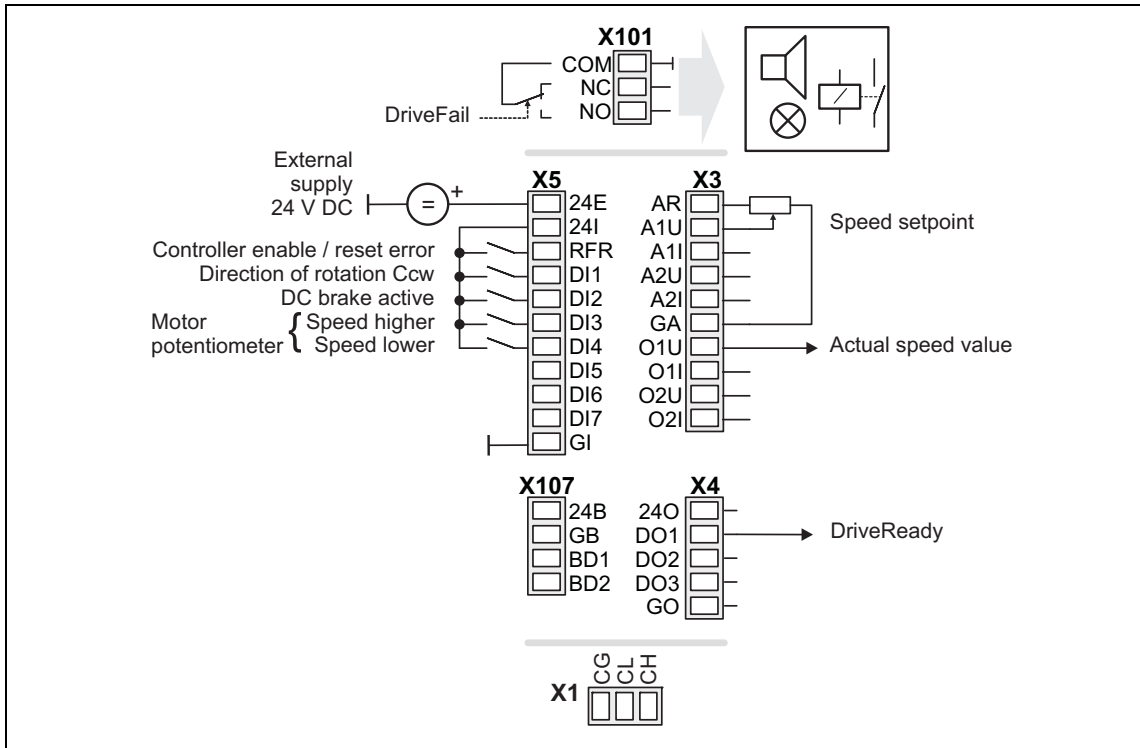 X101
COM
NC
NO
DriveFail
External
supply
24 V DC
=
+
X5
24E
24I
RFR
DI1
DI2
DI3
DI4
DI5
DI6
DI7
GI
Controller enable / reset error
Direction of rotation Ccw
DC brake active
Motor
potentiometer
{
Speed higher
Speed lower
X3
AR
A1U
A1I
A2U
A2I
GA
O1U
O1I
O2U
O2I
Speed setpoint
Actual speed value
X107
24B
GB
BD1
BD2
X4
24O
DO1
DO2
DO3
GO
DriveReady
X1
CG
CL
CH